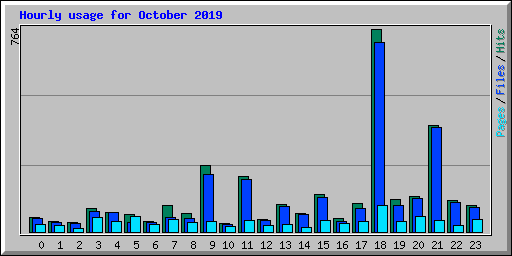 Hourly usage for October 2019
764
Pages/Files/Hits
0 1 2 3 4 5 6 7 8 9 10 11 12 13 14 15 16 17 18 19 20 21 22 23